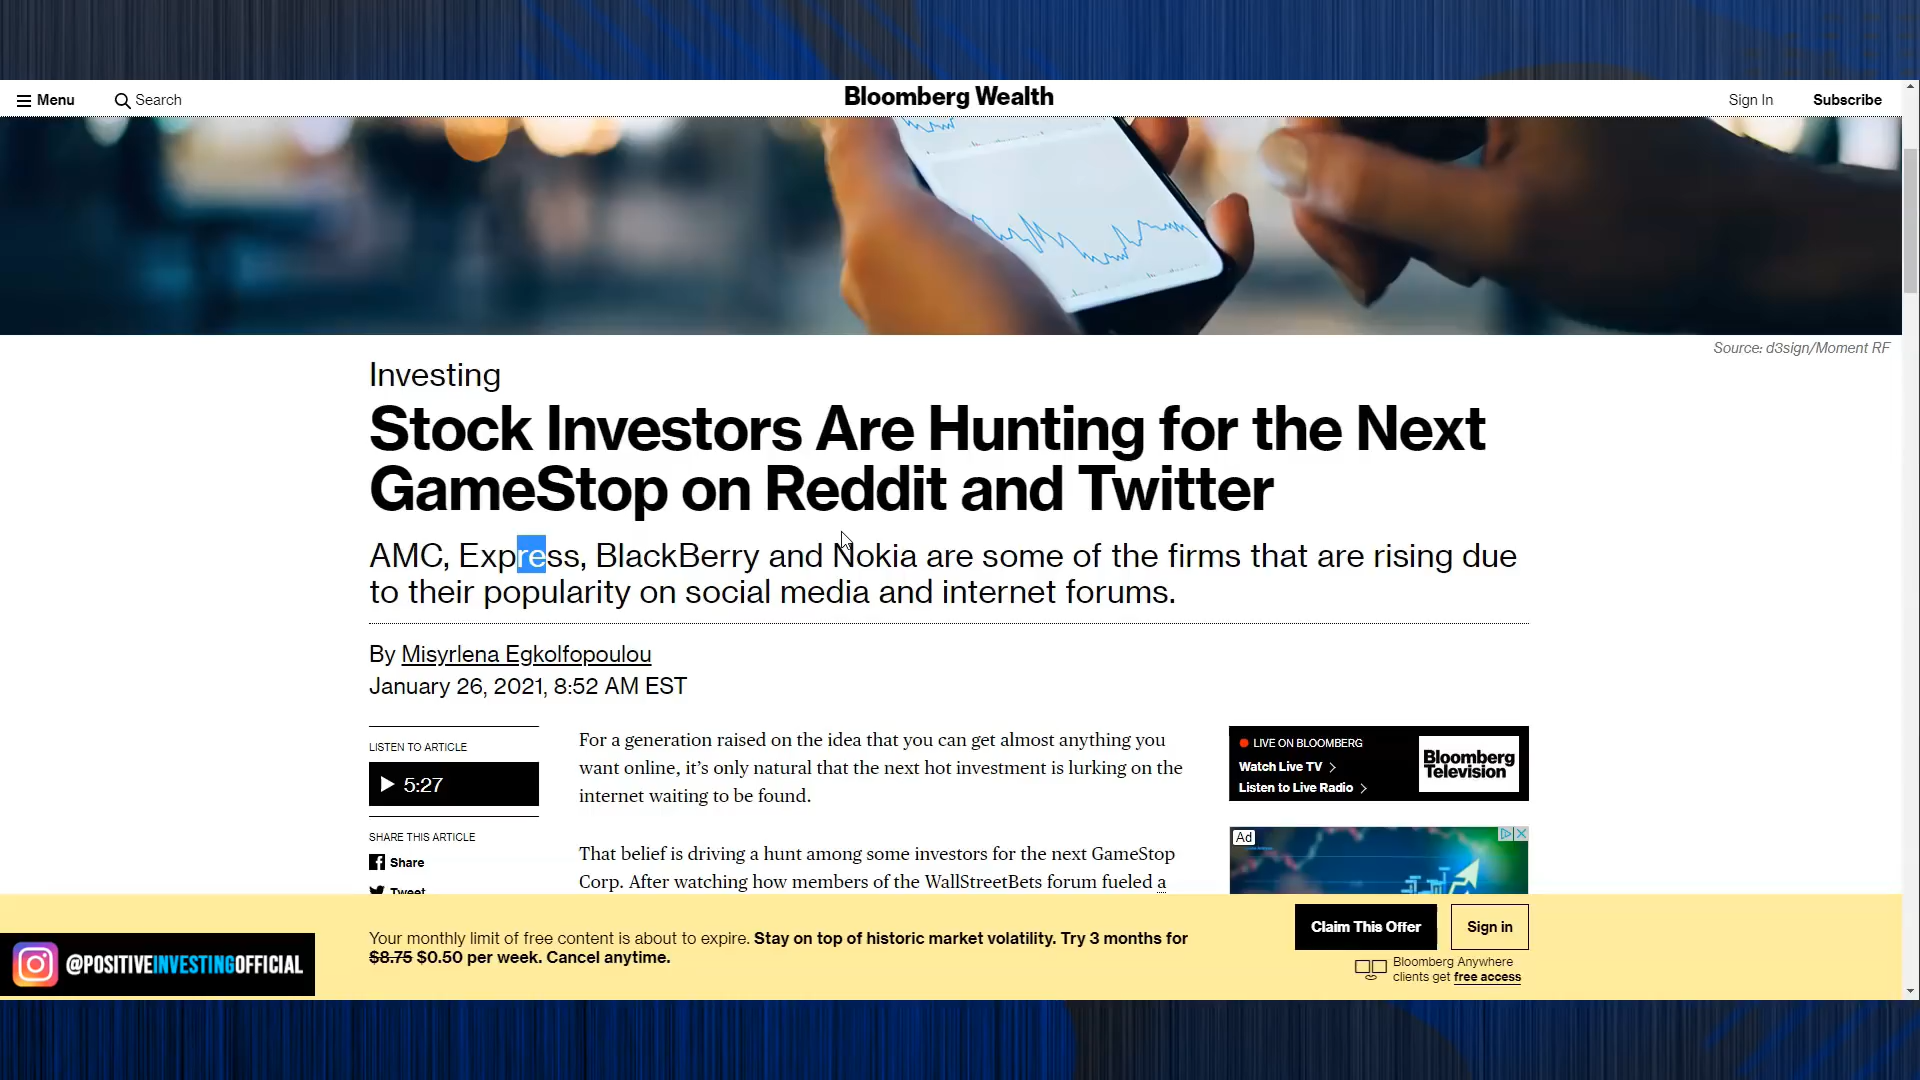 Menu
Search
Bloomberg Wealth
Sign In
Subscribe
Source: d3sign/Moment RF
Investing
Stock Investors Are Hunting for the Next
GameStop on Reddit and Twitter
AMC, Express, BlackBerry and Nokia are some of the firms that are rising due
to their popularity on social media and internet forums.
By Misyrlena Egkolfopoulou
January 26, 2021, 8:52 AM EST
LISTEN TO ARTICLE
5:27
SHARE THIS ARTICLE
Share
Tweet
For a generation raised on the idea that you can get almost anything you
want online, it’s only natural that the next hot investment is lurking on the
internet waiting to be found.
That belief is driving a hunt among some investors for the next GameStop
Corp. After watching how members of the WallStreetBets forum fueled a
LIVE ON BLOOMBERG
Watch Live TV
Listen to Live Radio
Bloomberg
Television
Ad
Your monthly limit of free content is about to expire. Stay on top of historic market volatility. Try 3 months for
$8.75 $0.50 per week. Cancel anytime.
Claim This Offer
Sign in
Bloomberg Anywhere
clients get free access
@POSITIVEINVESTINGOFFICIAL